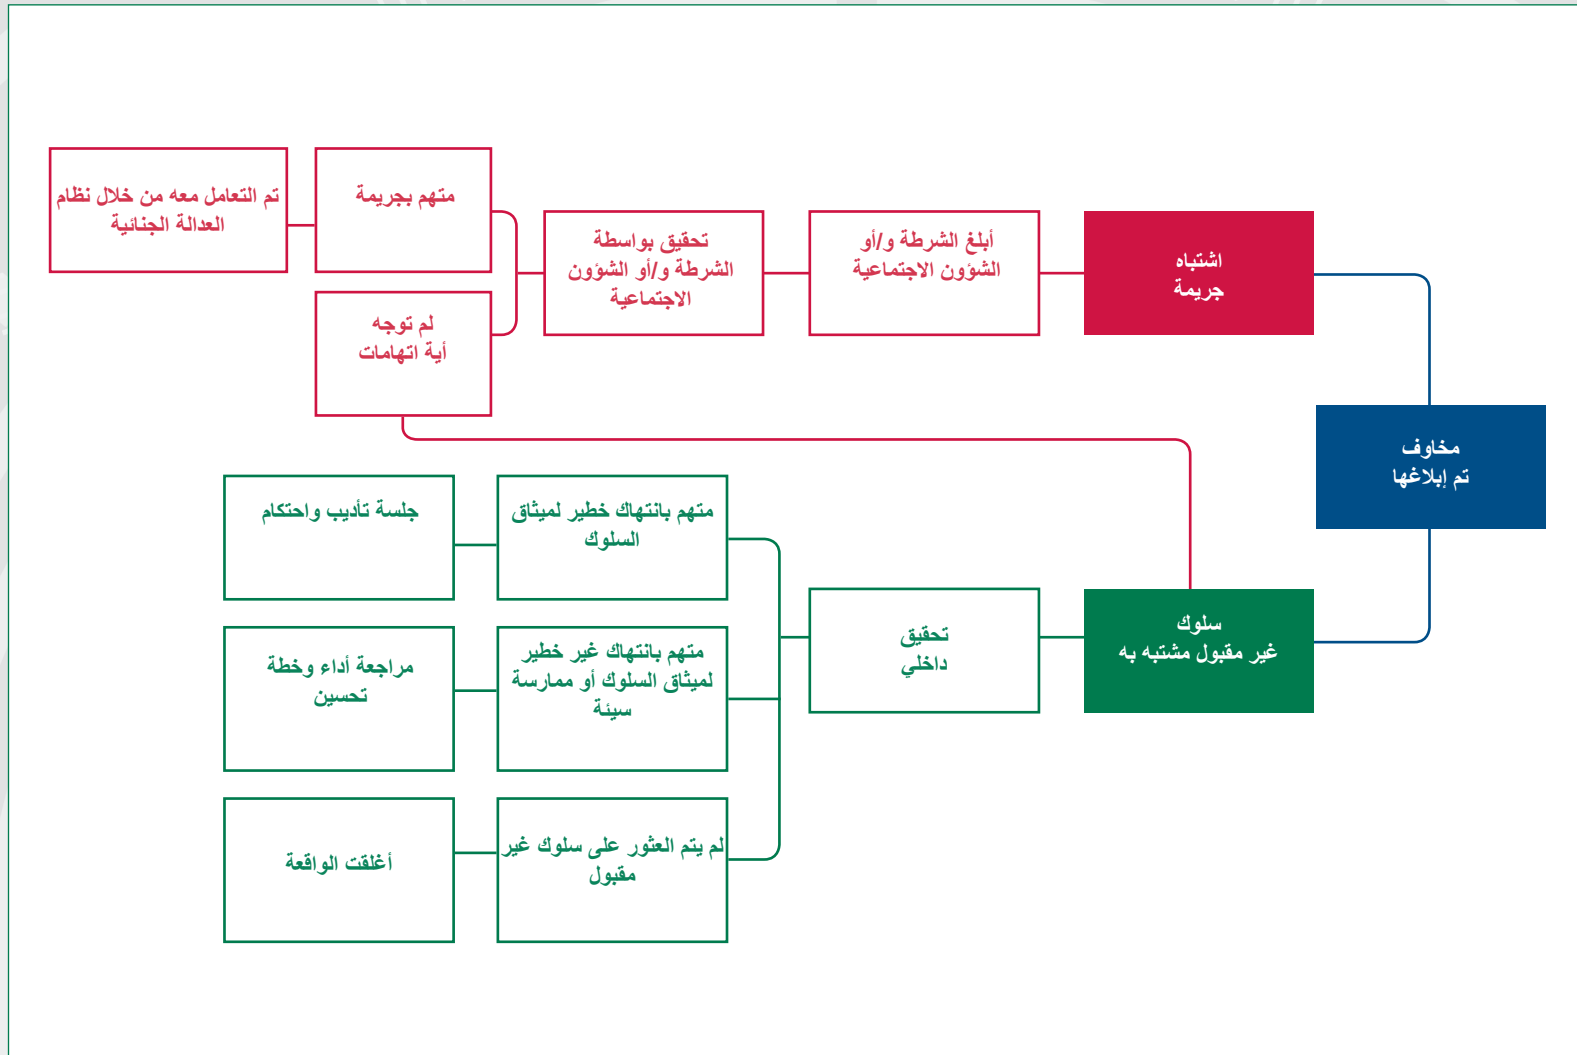 مخاوف
تم إبلاغها
اشتباه
جريمة
أبلغ الشرطة و/أو
الشؤون الاجتماعية
تحقيق بواسطة
الشرطة و/أو الشؤون
الاجتماعية
متهم بجريمة
تم التعامل معه من خلال نظام
العدالة الجنائية
لم توجه
أية اتهامات
سلوك
غير مقبول مشتبه به
تحقيق
داخلي
متهم بانتهاك خطير لميثاق
السلوك
جلسة تأديب واحتكام
متهم بانتهاك غير خطير
لميثاق السلوك أو ممارسة
سيئة
مراجعة أداء وخطة
تحسين
لم يتم العثور على سلوك غير
مقبول
أغلقت الواقعة